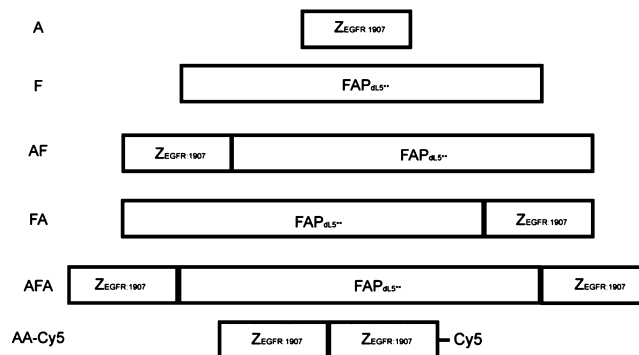 A ZEGFR:1907
F FAPdL5**
AF ZEGFR:1907 FAPdL5**
FA FAPdL5** ZEGFR:1907
AFA ZEGFR:1907 FAPdL5** ZEGFR:1907
AA-Cy5 ZEGFR:1907 ZEGFR:1907 Cy5